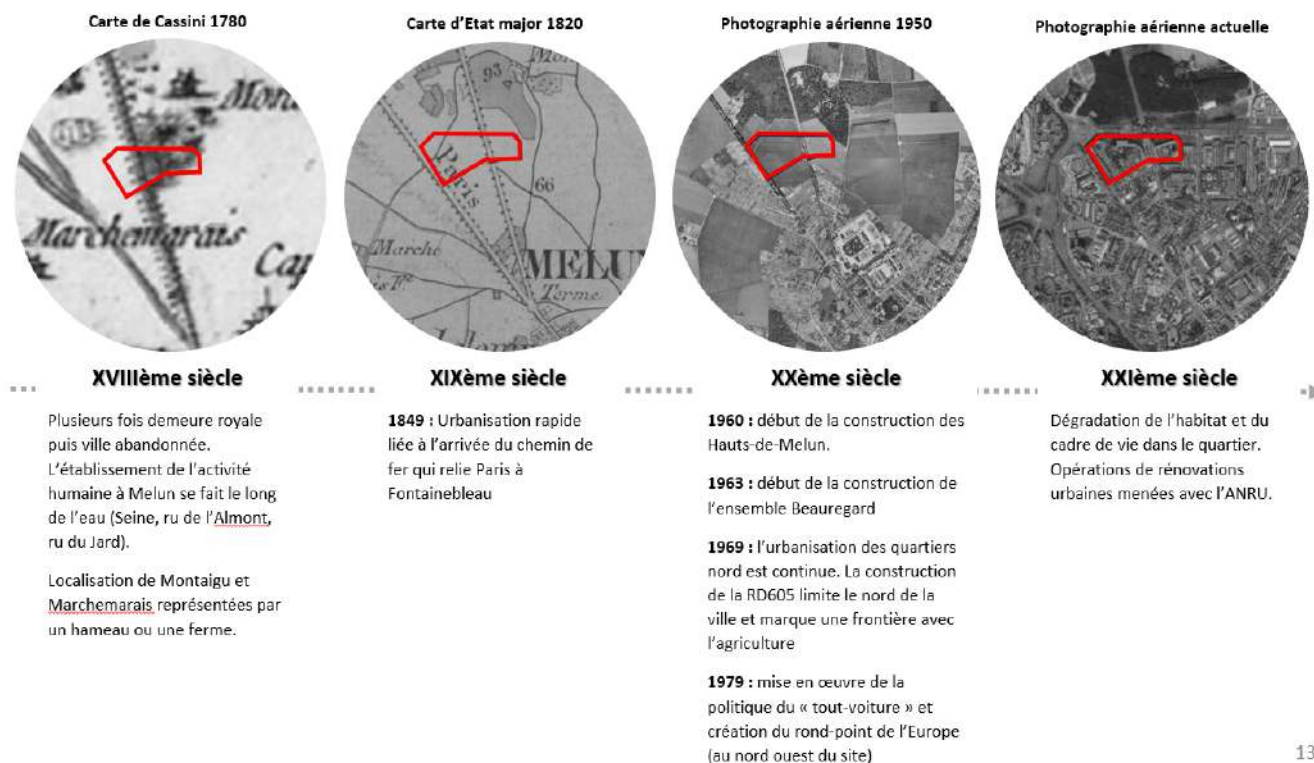 Carte de Cassini 1780
Carte d'Etat major 1820
Photographie aérienne 1950
Photographie aérienne actuelle
Mon
Marchemarais
Cap
93
Mon
Paris
66
Marché
MELUN
is Fe
Terme
XVIIIème siècle
XIXème siècle
XXème siècle
XXIème siècle
Plusieurs fois demeure royale
puis ville abandonnée.
L'établissement de l'activité
humaine à Melun se fait le long
de l'eau (Seine, ru de l'Almont,
ru du Jard).
Localisation de Montaigu et
Marchemarais représentées par
un hameau ou une ferme.
1849 : Urbanisation rapide
liée à l'arrivée du chemin de
fer qui relie Paris à
Fontainebleau
1960 : début de la construction des
Hauts-de-Melun.
1963 : début de la construction de
l'ensemble Beauregard
1969 : l'urbanisation des quartiers
nord est continue. La construction
de la RD605 limite le nord de la
ville et marque une frontière avec
l'agriculture
1979 : mise en œuvre de la
politique du « tout-voiture » et
création du rond-point de l'Europe
(au nord ouest du site)
Dégradation de l'habitat et du
cadre de vie dans le quartier.
Opérations de rénovations
urbaines menées avec l'ANRU.
13